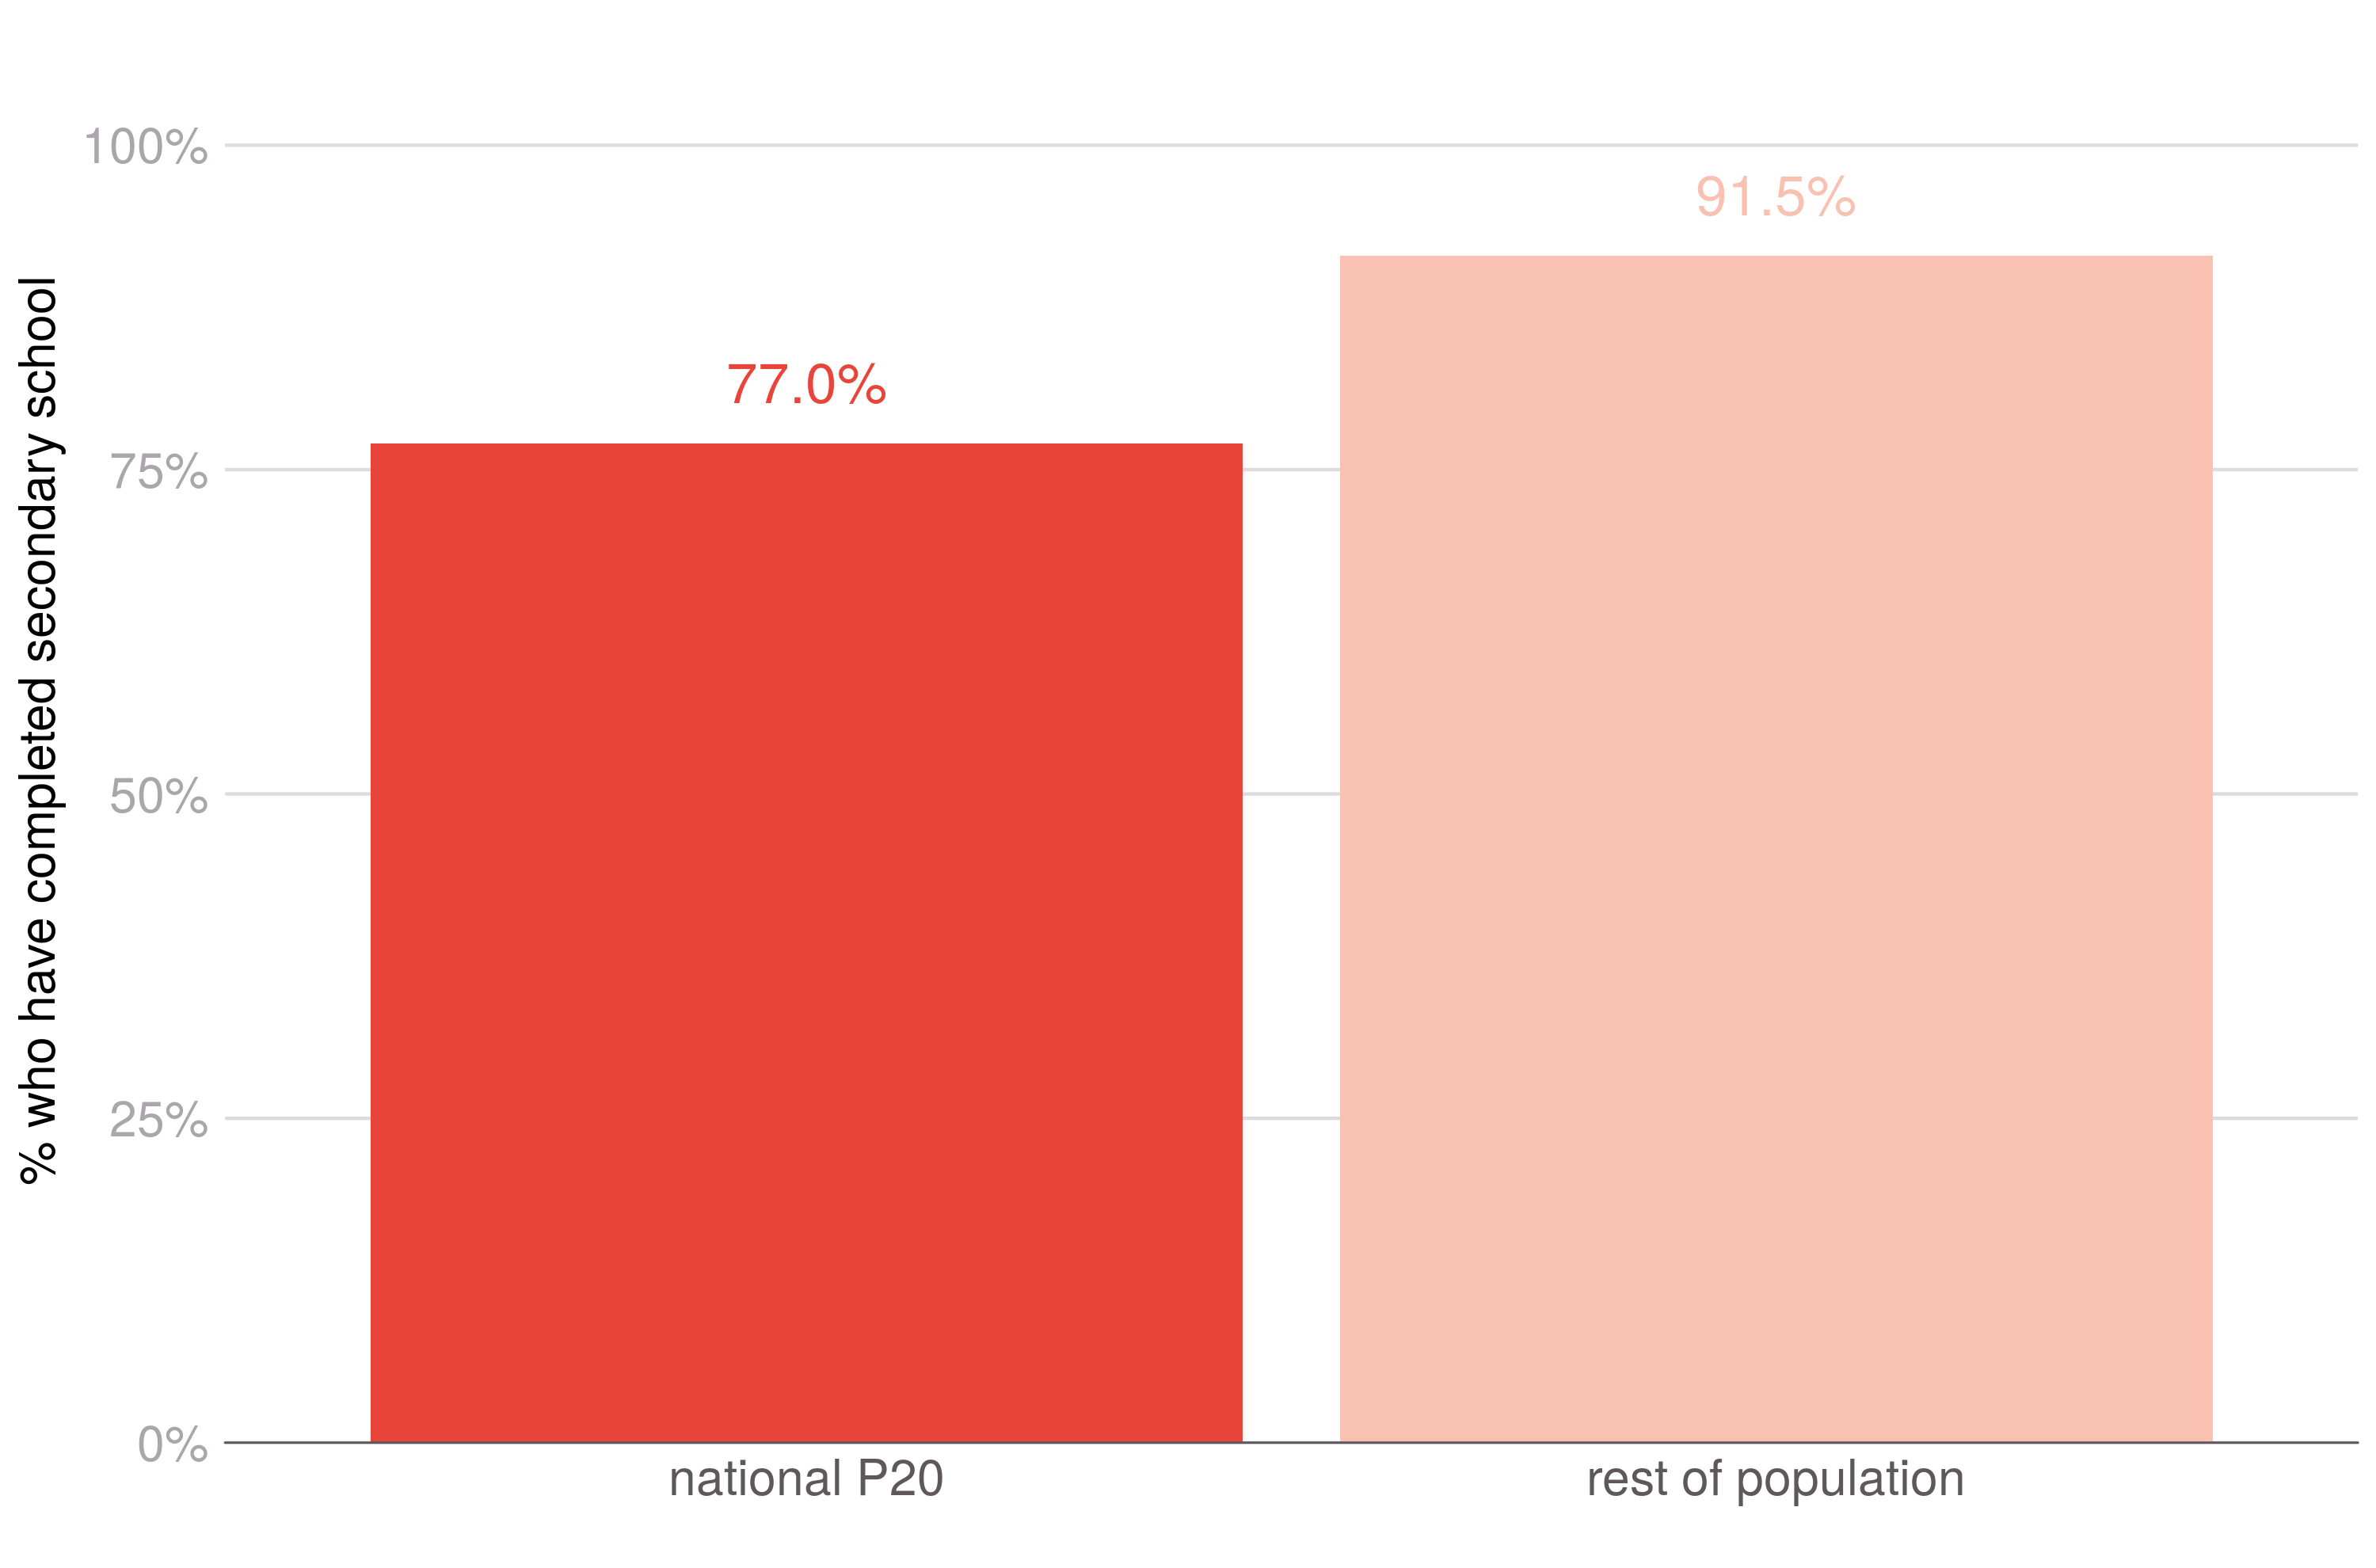 % who have completed secondary school
100%
75%
50%
25%
0%
77.0%
91.5%
national P20
rest of population